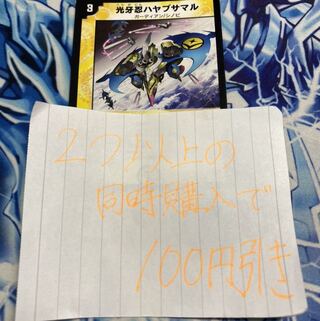 3
光牙忍ハヤブサマル
ガーディアン/シノビ
2つ以上の
同時購入で
100円引き